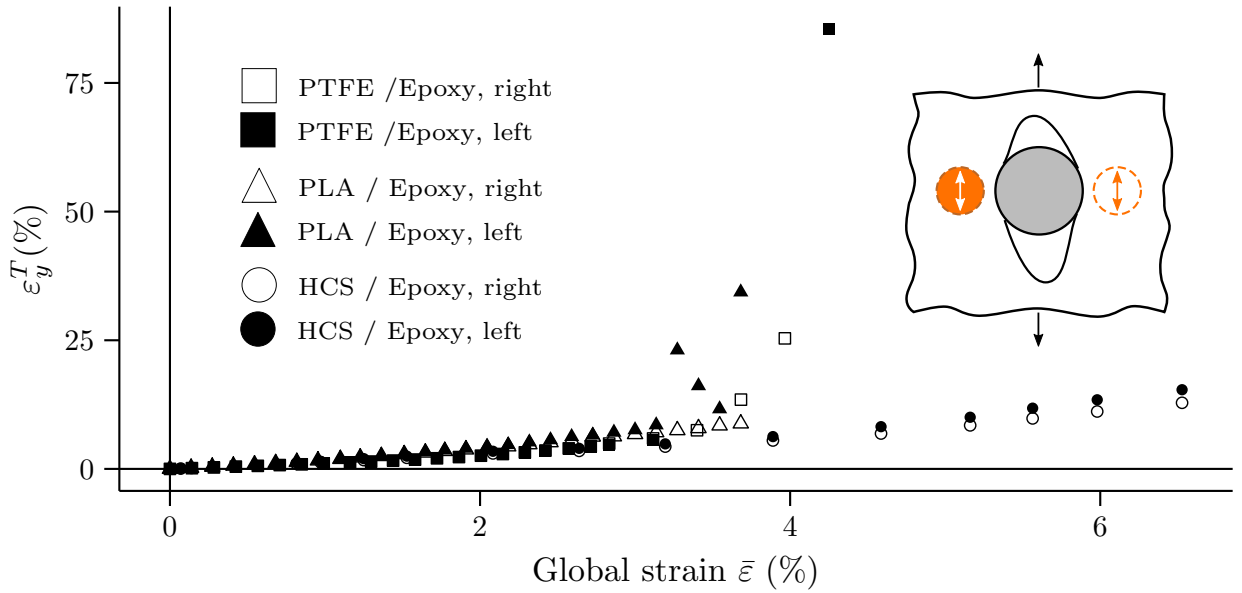 75
50
25
0
ε_y^T (%)
PTFE /Epoxy, right
PTFE /Epoxy, left
PLA / Epoxy, right
PLA / Epoxy, left
HCS / Epoxy, right
HCS / Epoxy, left
0 2 4 6
Global strain ε̄ (%)